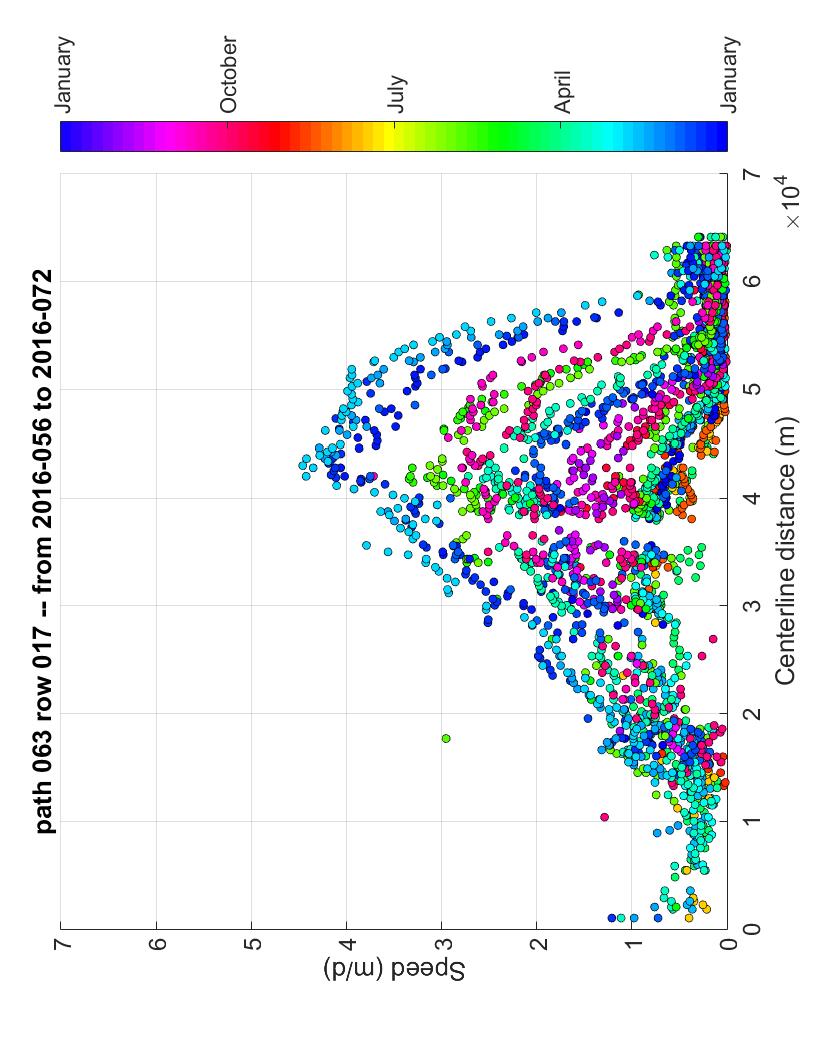 path 063 row 017 -- from 2016-056 to 2016-072
7
6
5
4
3
2
1
0
Speed (m/d)
0
1
2
3
4
5
6
7
×10^4
Centerline distance (m)
January
October
July
April
January